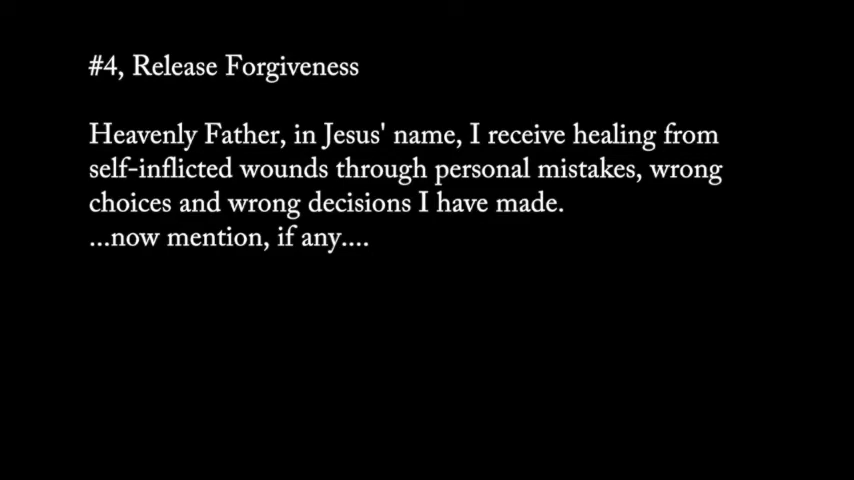 #4, Release Forgiveness
Heavenly Father, in Jesus' name, I receive healing from
self-inflicted wounds through personal mistakes, wrong
choices and wrong decisions I have made.
...now mention, if any....